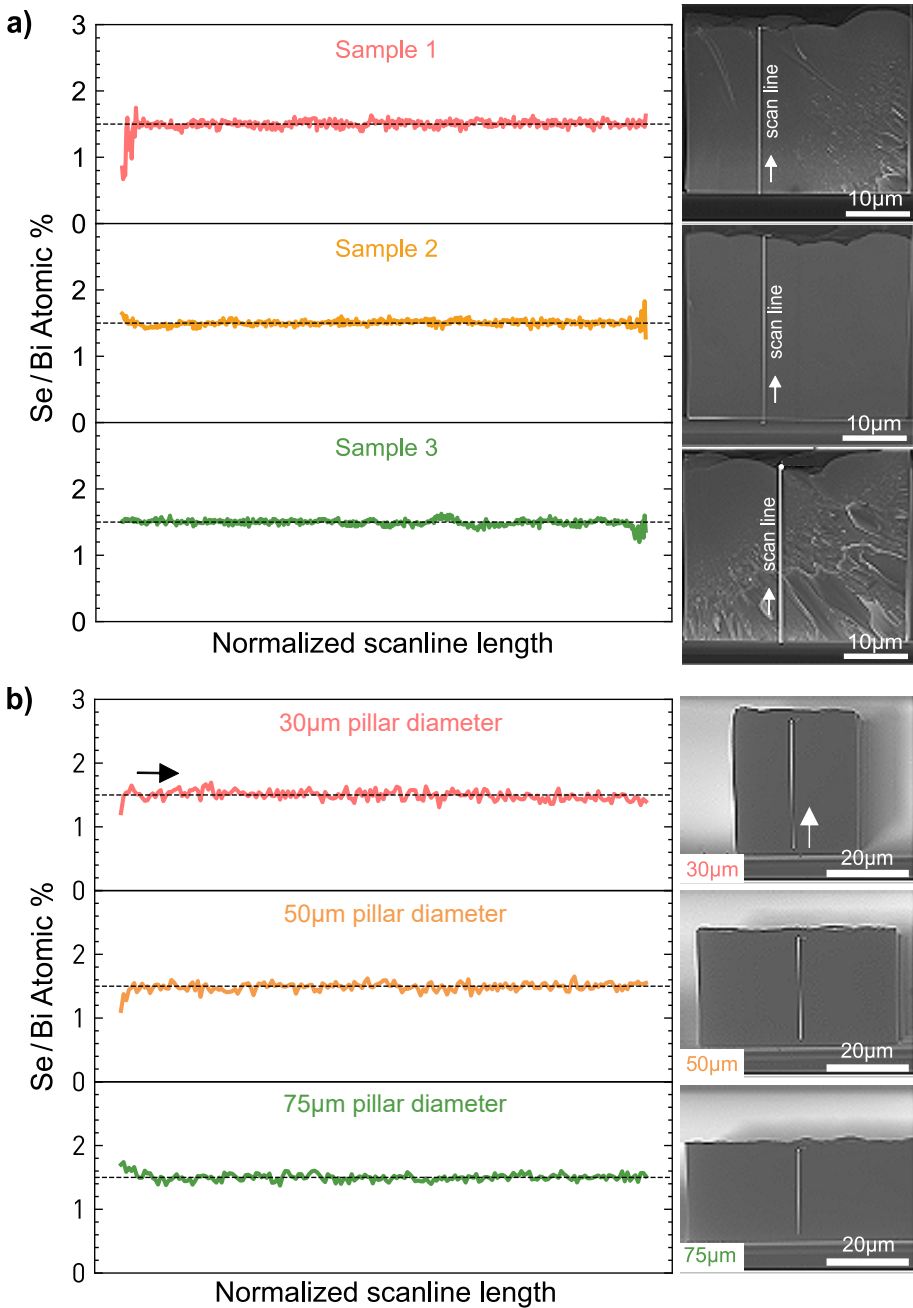 a)
3
Sample 1
2
1
0
scan line
10µm
Sample 2
2
1
0
scan line
10µm
Sample 3
2
1
0
scan line
10µm
Se / Bi Atomic %
Normalized scanline length
b)
3
30µm pillar diameter
2
1
0
20µm
30µm
50µm pillar diameter
2
1
0
20µm
50µm
75µm pillar diameter
2
1
0
20µm
75µm
Se / Bi Atomic %
Normalized scanline length